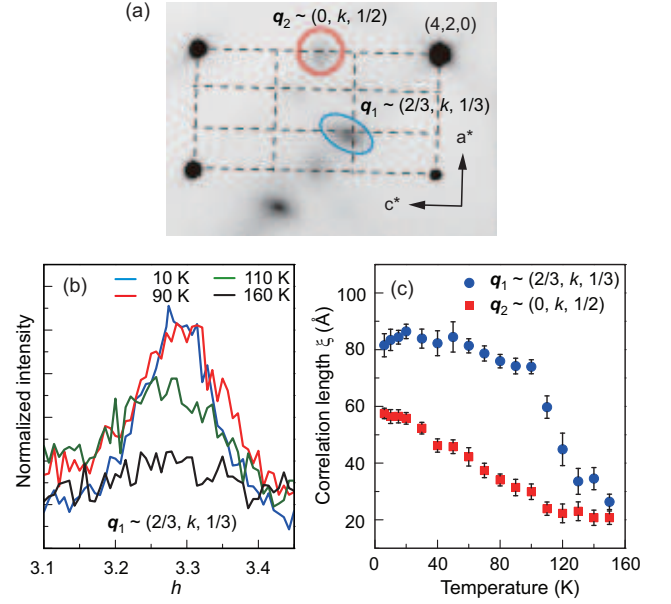 (a)
q₂ ~ (0, k, 1/2)
(4,2,0)
q₁ ~ (2/3, k, 1/3)
a*
c*
(b)
10 K
110 K
90 K
160 K
Normalized intensity
q₁ ~ (2/3, k, 1/3)
3.1
3.2
3.3
3.4
h
(c)
q₁ ~ (2/3, k, 1/3)
q₂ ~ (0, k, 1/2)
Correlation length ξ (Å)
100
80
60
40
20
0
40
80
120
160
Temperature (K)